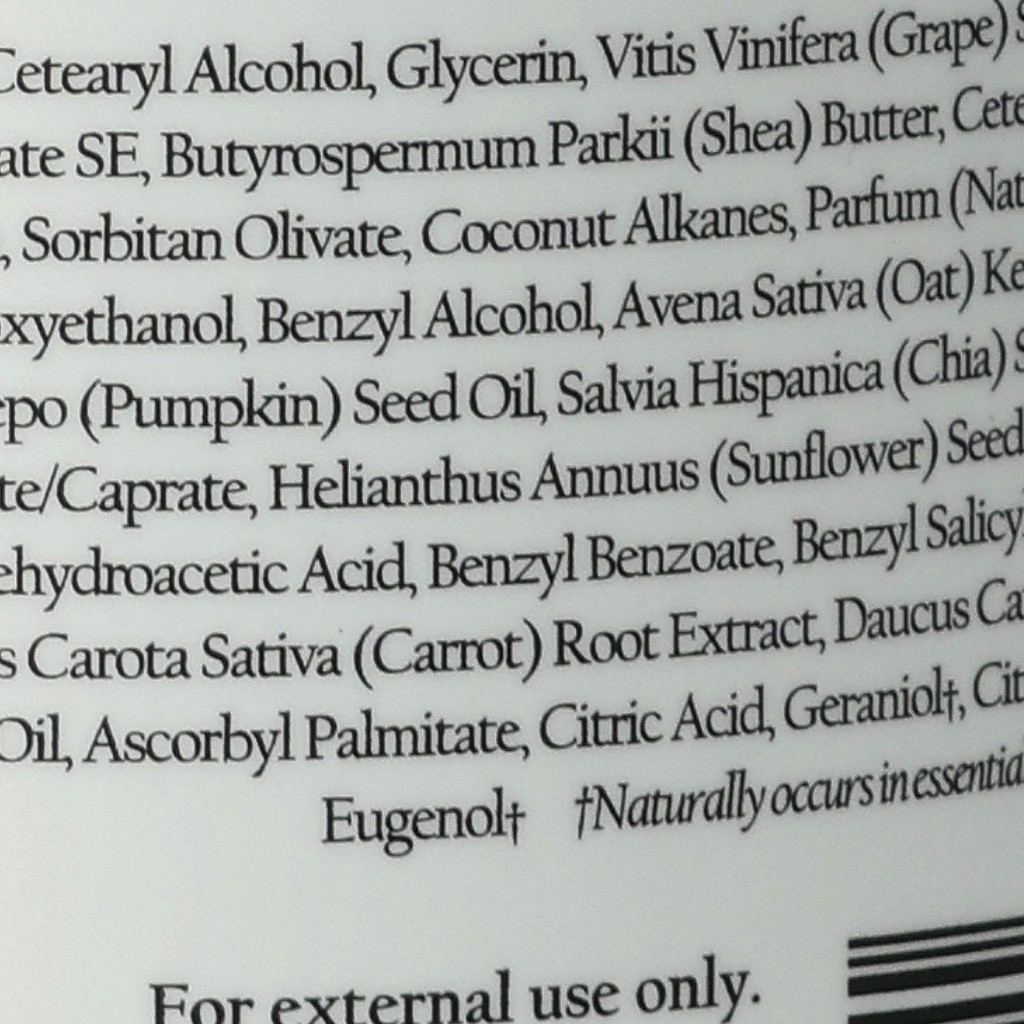 Cetearyl Alcohol, Glycerin, Vitis Vinifera (Grape) S
ate SE, Butyrospermum Parkii (Shea) Butter, Cete
, Sorbitan Olivate, Coconut Alkanes, Parfum (Nat
oxyethanol, Benzyl Alcohol, Avena Sativa (Oat) Ke
epo (Pumpkin) Seed Oil, Salvia Hispanica (Chia) S
te/Caprate, Helianthus Annuus (Sunflower) Seed
ehydroacetic Acid, Benzyl Benzoate, Benzyl Salicy
s Carota Sativa (Carrot) Root Extract, Daucus Ca
Oil, Ascorbyl Palmitate, Citric Acid, Geraniol†, Cit
Eugenol† †Naturally occurs in essentia
For external use only.